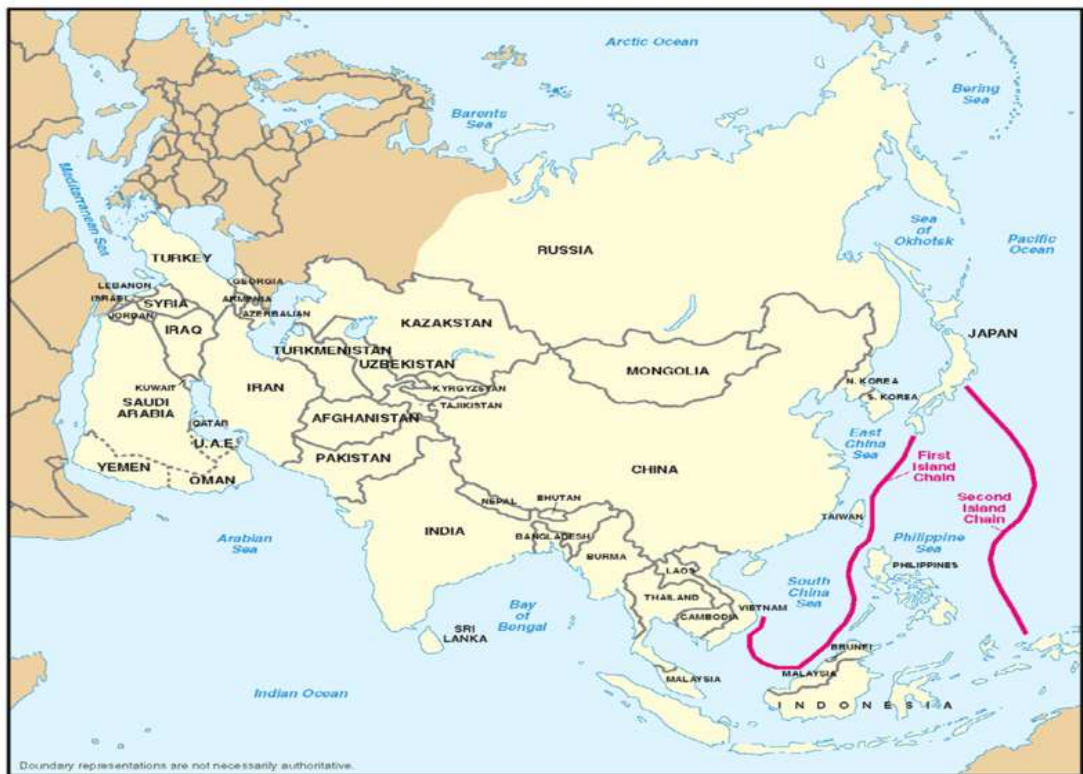 Arctic Ocean
Bering
Sea
Barents
Sea
Mediterranean Sea
Sea
of
Okhotsk
Pacific
Ocean
RUSSIA
TURKEY
GEORGIA
LEBANON
ISRAEL
SYRIA
ARMENIA
JORDAN
AZERBALIAN
IRAQ
KAZAKSTAN
JAPAN
TURKMENISTAN
UZBEKISTAN
MONGOLIA
KUWAIT
IRAN
KYRGYZSTAN
N. KOREA
SAUDI
ARABIA
TAJIKISTAN
S. KOREA
QATAR
AFGHANISTAN
U.A.E.
East
China
Sea
YEMEN
PAKISTAN
First
Island
Chain
OMAN
CHINA
NEPAL
BHUTAN
Second
Island
Chain
TAIWAN
INDIA
BANGLADESH
Arabian
Sea
BURMA
Philippine
Sea
PHILIPPINES
LAOS
South
China
Sea
THAILAND
Bay
of
Bengal
VIETNAM
CAMBODIA
SRI
LANKA
BRUNEI
MALAYSIA
MALAYSIA
Indian Ocean
INDONESIA
Boundary representations are not necessarily authoritative.